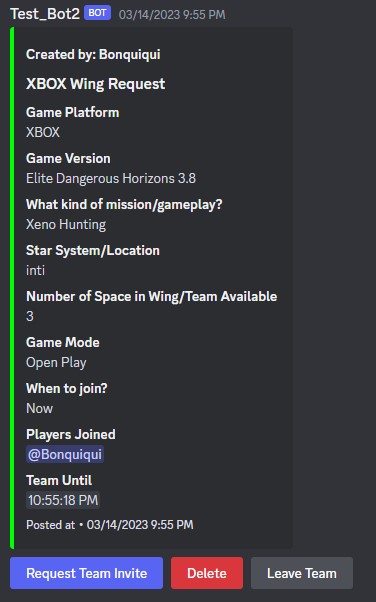 Test_Bot2 BOT 03/14/2023 9:55 PM
Created by: Bonquiqui
XBOX Wing Request
Game Platform
XBOX
Game Version
Elite Dangerous Horizons 3.8
What kind of mission/gameplay?
Xeno Hunting
Star System/Location
inti
Number of Space in Wing/Team Available
3
Game Mode
Open Play
When to join?
Now
Players Joined
@Bonquiqui
Team Until
10:55:18 PM
Posted at • 03/14/2023 9:55 PM
Request Team Invite Delete Leave Team